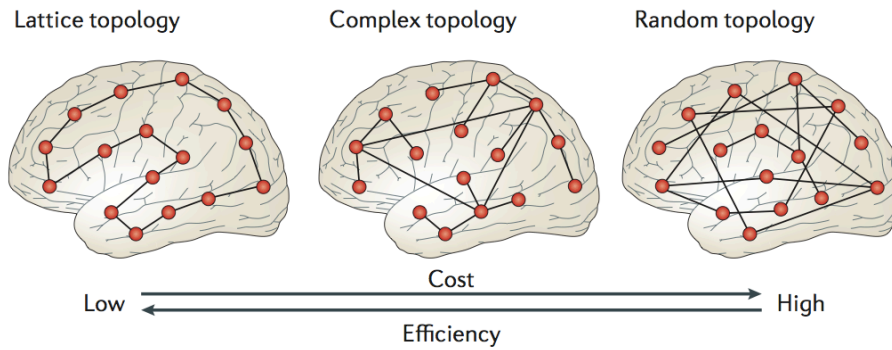 Lattice topology
Complex topology
Random topology
Cost
Low
High
Efficiency